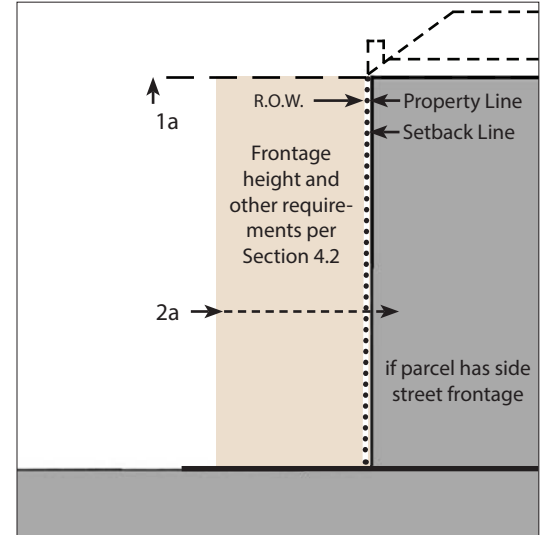 1a
R.O.W.
Property Line
Setback Line
Frontage
height and
other require-
ments per
Section 4.2
2a
if parcel has side
street frontage